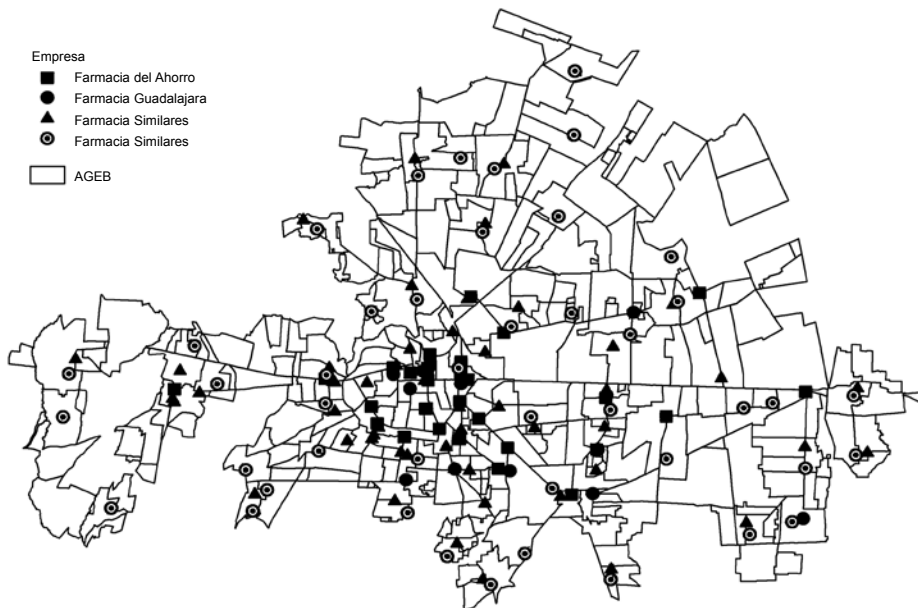 Empresa
Farmacia del Ahorro
Farmacia Guadalajara
Farmacia Similares
Farmacia Similares
AGEB